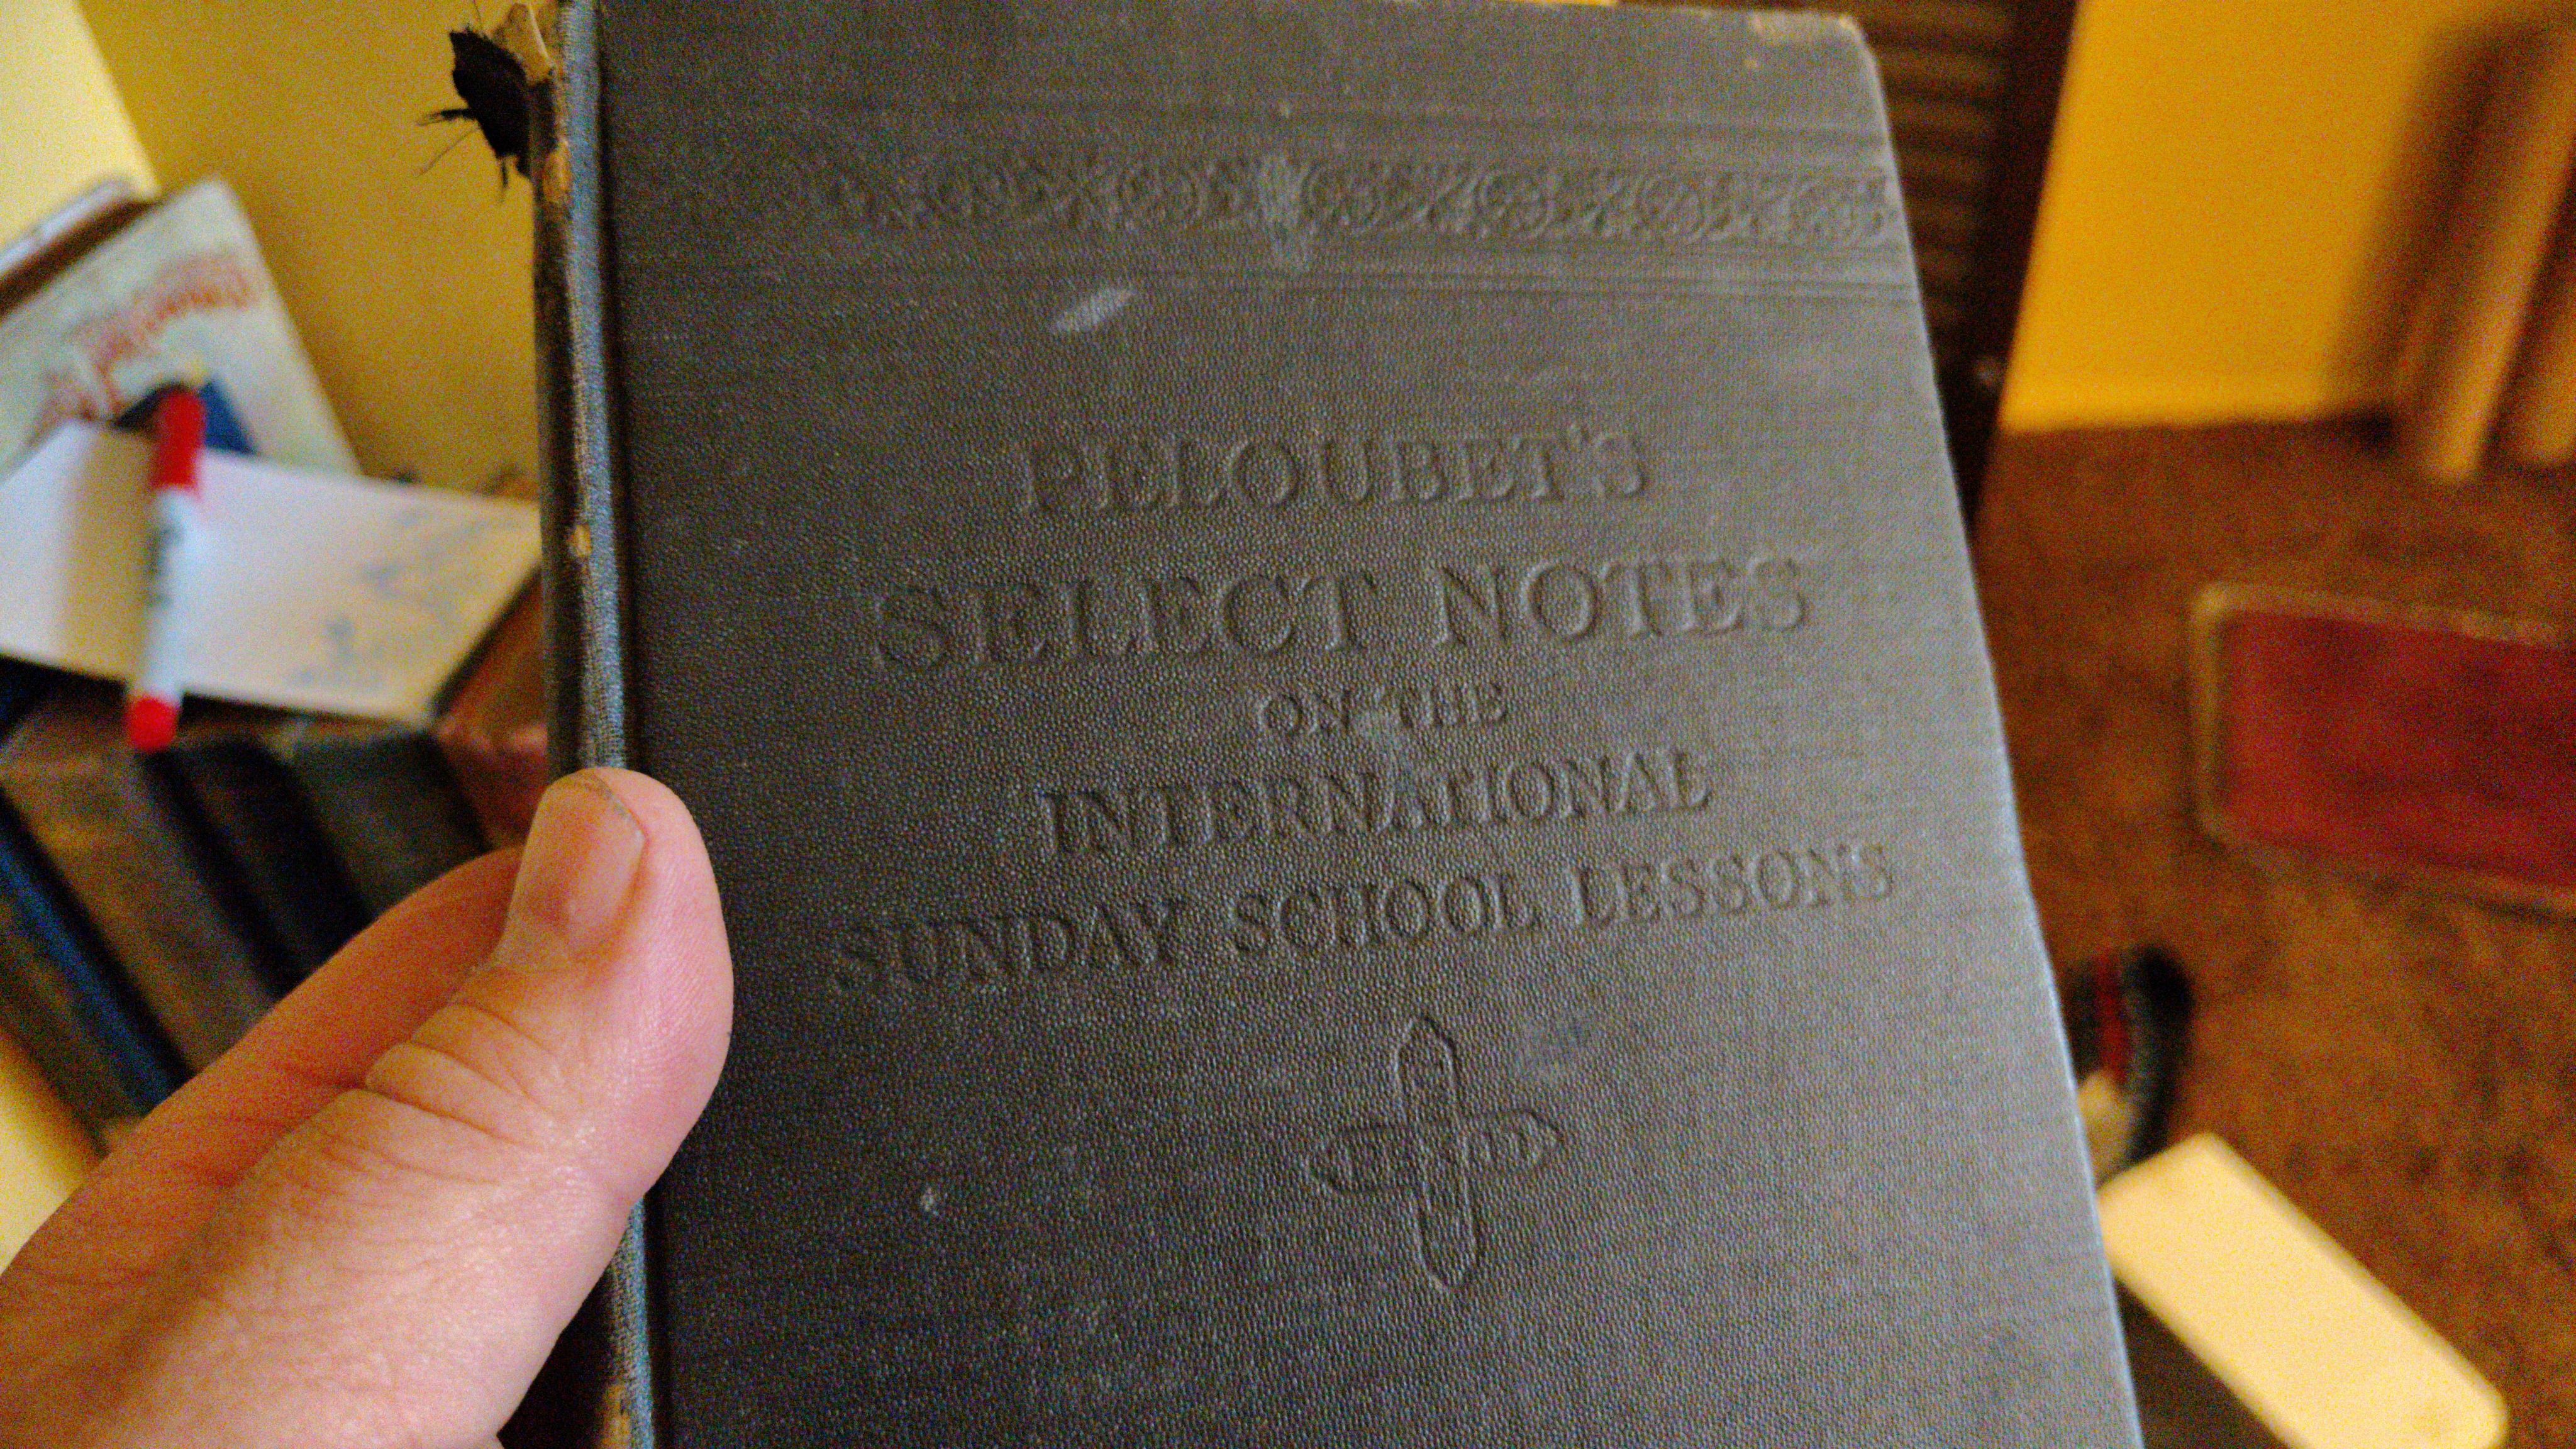 PELOUBET'S
SELECT NOTES
ON THE
INTERNATIONAL
SUNDAY SCHOOL LESSONS